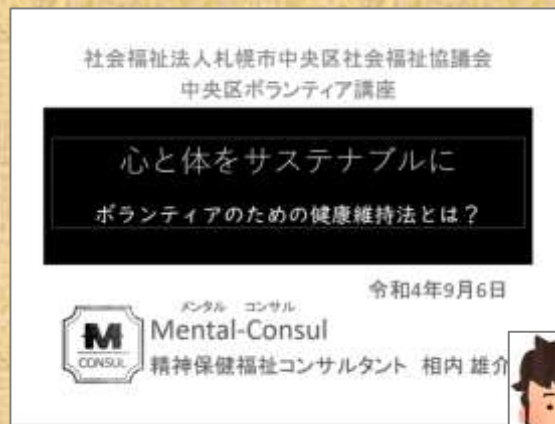 社会福祉法人札幌市中央区社会福祉協議会
中央区ボランティア講座
心と体をサステナブルに
ボランティアのための健康維持法とは？
令和4年9月6日
メンタル コンサル
Mental-Consul
M
CONSUL
精神保健福祉コンサルタント 相内 雄介